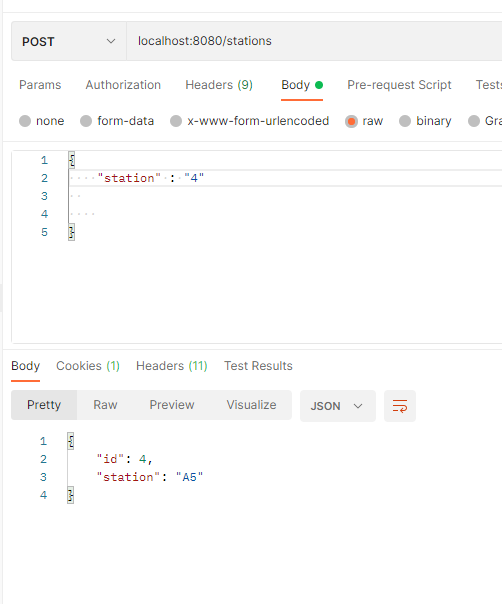 POST localhost:8080/stations
Params Authorization Headers (9) Body Pre-request Script Tests
none form-data x-www-form-urlencoded raw binary Gra
1 {
2 "station" : "4"
3
4
5 }
Body Cookies (1) Headers (11) Test Results
Pretty Raw Preview Visualize JSON
1 {
2 "id": 4,
3 "station": "A5"
4 }